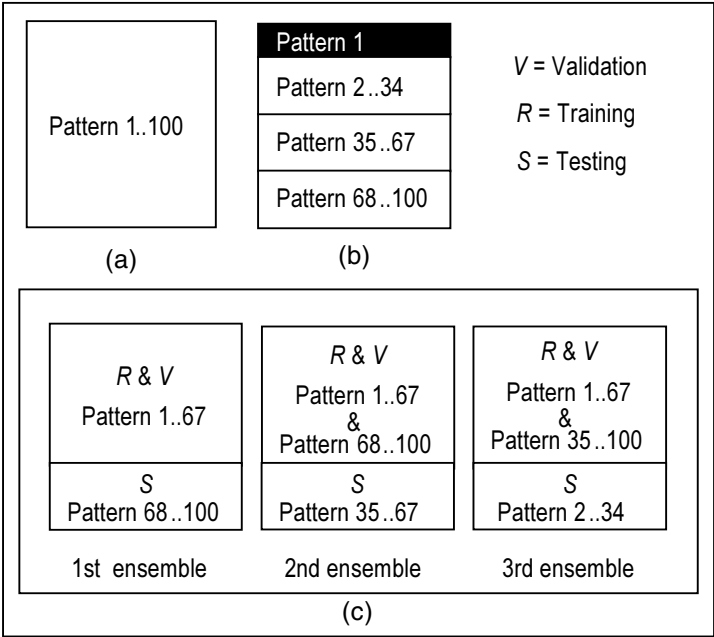 Pattern 1..100
(a)
Pattern 1
Pattern 2..34
Pattern 35..67
Pattern 68..100
(b)
V = Validation
R = Training
S = Testing
R & V
Pattern 1..67
S
Pattern 68..100
1st ensemble
R & V
Pattern 1..67
&
Pattern 68..100
S
Pattern 35..67
2nd ensemble
R & V
Pattern 1..67
&
Pattern 35..100
S
Pattern 2..34
3rd ensemble
(c)